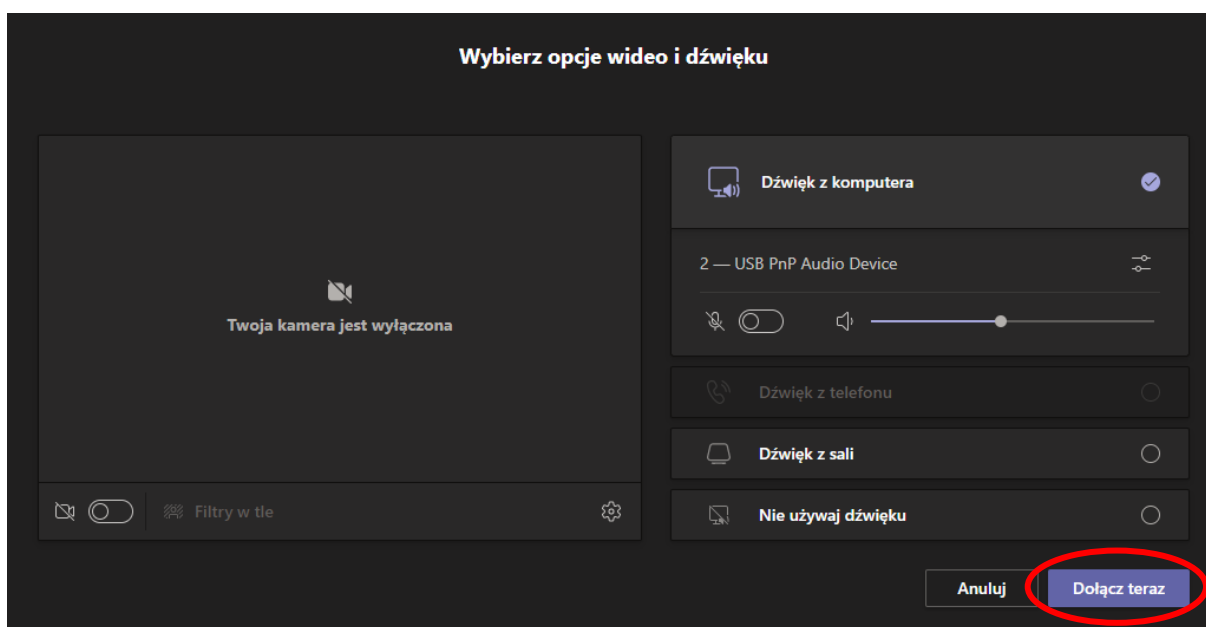 Wybierz opcje wideo i dźwięku
Twoja kamera jest wyłączona
Filtry w tle
Dźwięk z komputera
2 — USB PnP Audio Device
Dźwięk z telefonu
Dźwięk z sali
Nie używaj dźwięku
Anuluj
Dołącz teraz